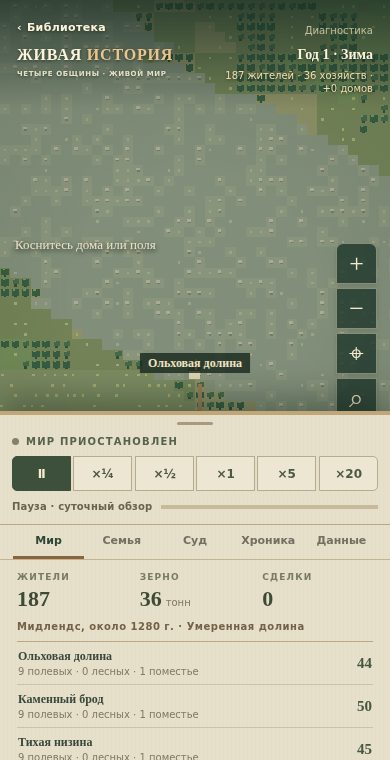 ‹ Библиотека
Диагностика
ЖИВАЯ ИСТОРИЯ
Год 1 · Зима
ЧЕТЫРЕ ОБЩИНЫ · ЖИВОЙ МИР
187 жителей · 36 хозяйств ·
+0 домов
Коснитесь дома или поля
+
−
Ольховая долина
МИР ПРИОСТАНОВЛЕН
II
×¼
×½
×1
×5
×20
Пауза · суточный обзор
Мир
Семья
Суд
Хроника
Данные
ЖИТЕЛИ
ЗЕРНО
СДЕЛКИ
187
36 тонн
0
Мидлендс, около 1280 г. · Умеренная долина
Ольховая долина
44
9 полевых · 0 лесных · 1 поместье
Каменный брод
50
9 полевых · 0 лесных · 1 поместье
Тихая низина
45
9 полевых · 0 лесных · 1 поместье